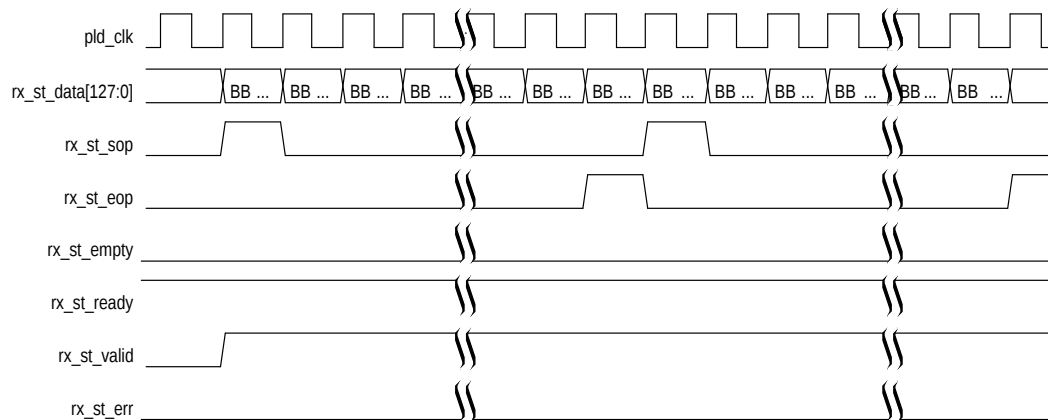 pld_clk
rx_st_data[127:0] BB ... BB ... BB ... BB ... BB ... BB ... BB ... BB ... BB ... BB ... BB ... BB ... BB ...
rx_st_sop
rx_st_eop
rx_st_empty
rx_st_ready
rx_st_valid
rx_st_err